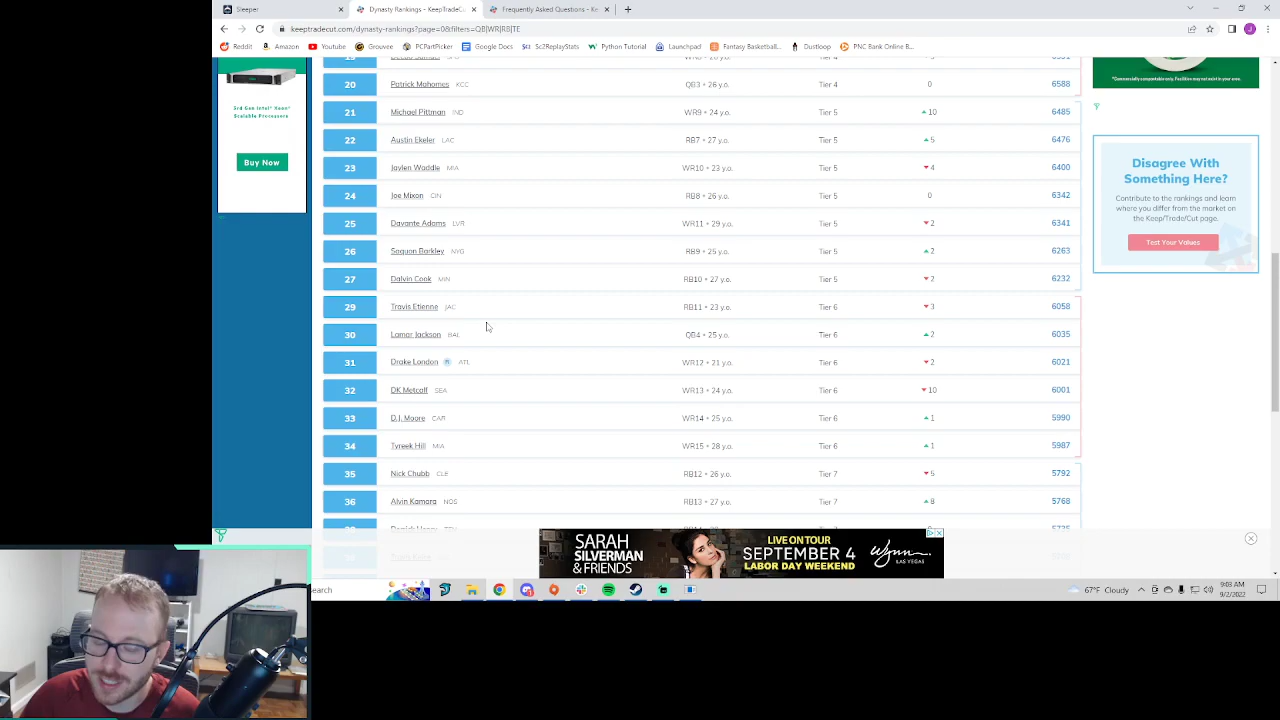 Sleeper
Dynasty Rankings - KeepTradeC
Frequently Asked Questions - Ke
keeptradecut.com/dynasty-rankings?page=0&filters=QB|WR|RB|TE
Reddit
Amazon
Youtube
Grouvee
PCPartPicker
Google Docs
Sc2ReplayStats
Python Tutorial
Launchpad
Fantasy Basketball...
Dustloop
PNC Bank Online B...
3rd Gen Intel® Xeon®
Scalable Processors
Buy Now
20 Patrick Mahomes KCC QB3 • 26 y.o. Tier 4 0 6588
21 Michael Pittman IND WR9 • 24 y.o. Tier 5 10 6485
22 Austin Ekeler LAC RB7 • 27 y.o. Tier 5 5 6476
23 Jaylen Waddle MIA WR10 • 23 y.o. Tier 5 4 6400
24 Joe Mixon CIN RB8 • 26 y.o. Tier 5 0 6342
25 Davante Adams LVR WR11 • 29 y.o. Tier 5 2 6341
26 Saquon Barkley NYG RB9 • 25 y.o. Tier 5 2 6263
27 Dalvin Cook MIN RB10 • 27 y.o. Tier 5 2 6232
29 Travis Etienne JAC RB11 • 23 y.o. Tier 6 3 6058
30 Lamar Jackson BAL QB4 • 25 y.o. Tier 6 2 6035
31 Drake London R ATL WR12 • 21 y.o. Tier 6 2 6021
32 DK Metcalf SEA WR13 • 24 y.o. Tier 6 10 6001
33 D.J. Moore CAR WR14 • 25 y.o. Tier 6 1 5990
34 Tyreek Hill MIA WR15 • 28 y.o. Tier 6 1 5987
35 Nick Chubb CLE RB12 • 26 y.o. Tier 7 5 5792
36 Alvin Kamara NOS RB13 • 27 y.o. Tier 7 8 5768
Disagree With
Something Here?
Contribute to the rankings and learn
where you differ from the market on
the Keep/Trade/Cut page.
Test Your Values
SARAH
SILVERMAN
& FRIENDS
LIVE ON TOUR
SEPTEMBER 4
LABOR DAY WEEKEND
Wynn
LAS VEGAS
search
67°F Cloudy
9:03 AM
9/2/2022